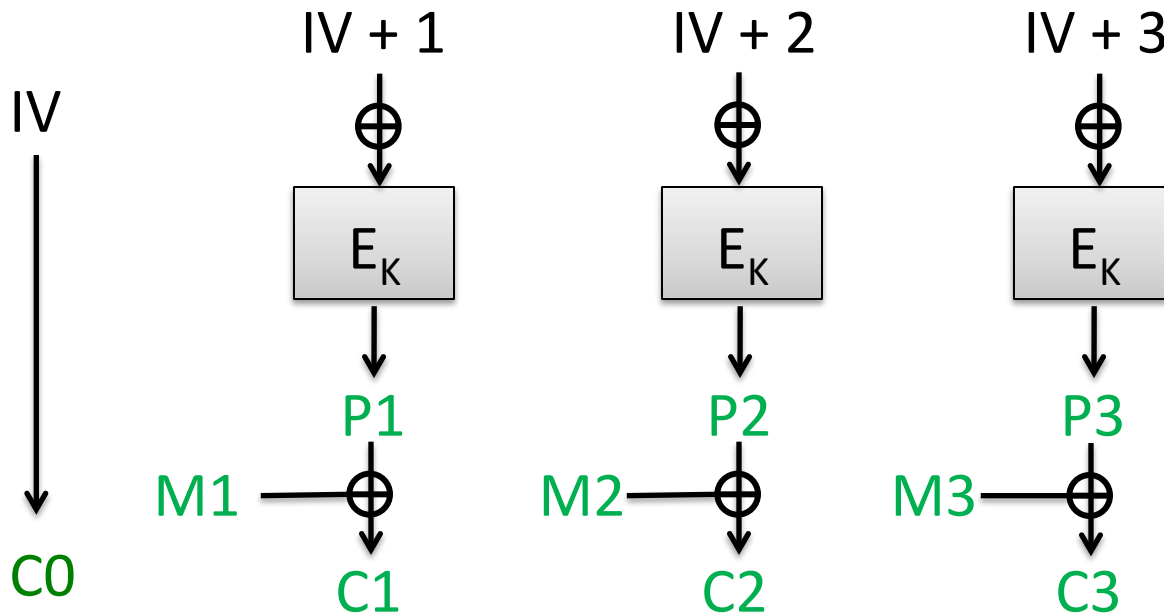 IV + 1 IV + 2 IV + 3
IV
E_K E_K E_K
P1 P2 P3
M1 M2 M3
C0 C1 C2 C3